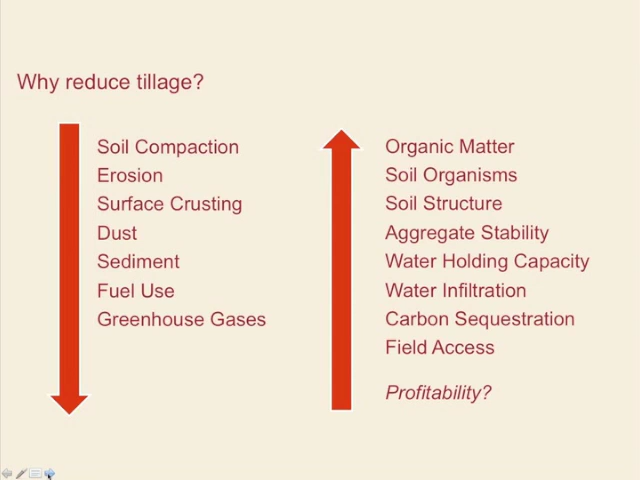 Why reduce tillage?
Soil Compaction
Erosion
Surface Crusting
Dust
Sediment
Fuel Use
Greenhouse Gases
Organic Matter
Soil Organisms
Soil Structure
Aggregate Stability
Water Holding Capacity
Water Infiltration
Carbon Sequestration
Field Access
Profitability?